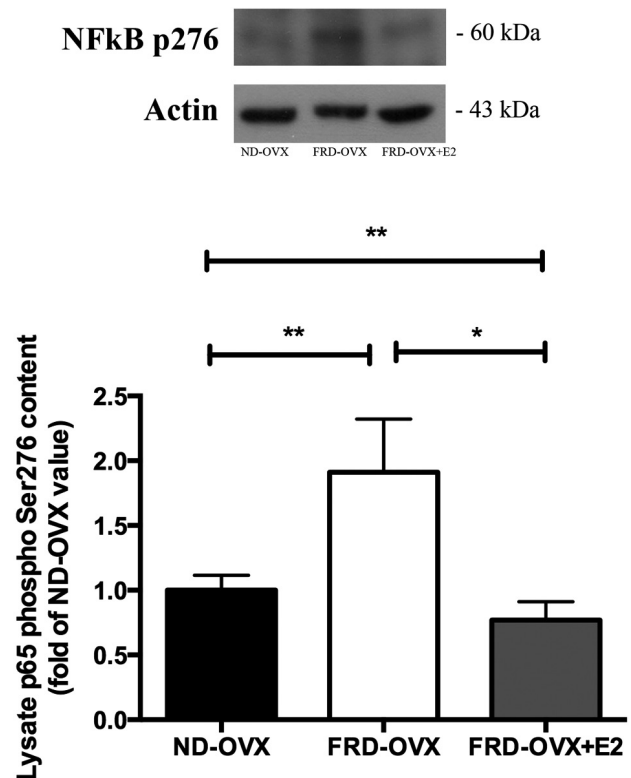 NFkB p276
- 60 kDa
Actin
- 43 kDa
ND-OVX FRD-OVX FRD-OVX+E2
**
** *
Lysate p65 phospho Ser276 content
(fold of ND-OVX value)
2.5
2.0
1.5
1.0
0.5
0.0
ND-OVX FRD-OVX FRD-OVX+E2